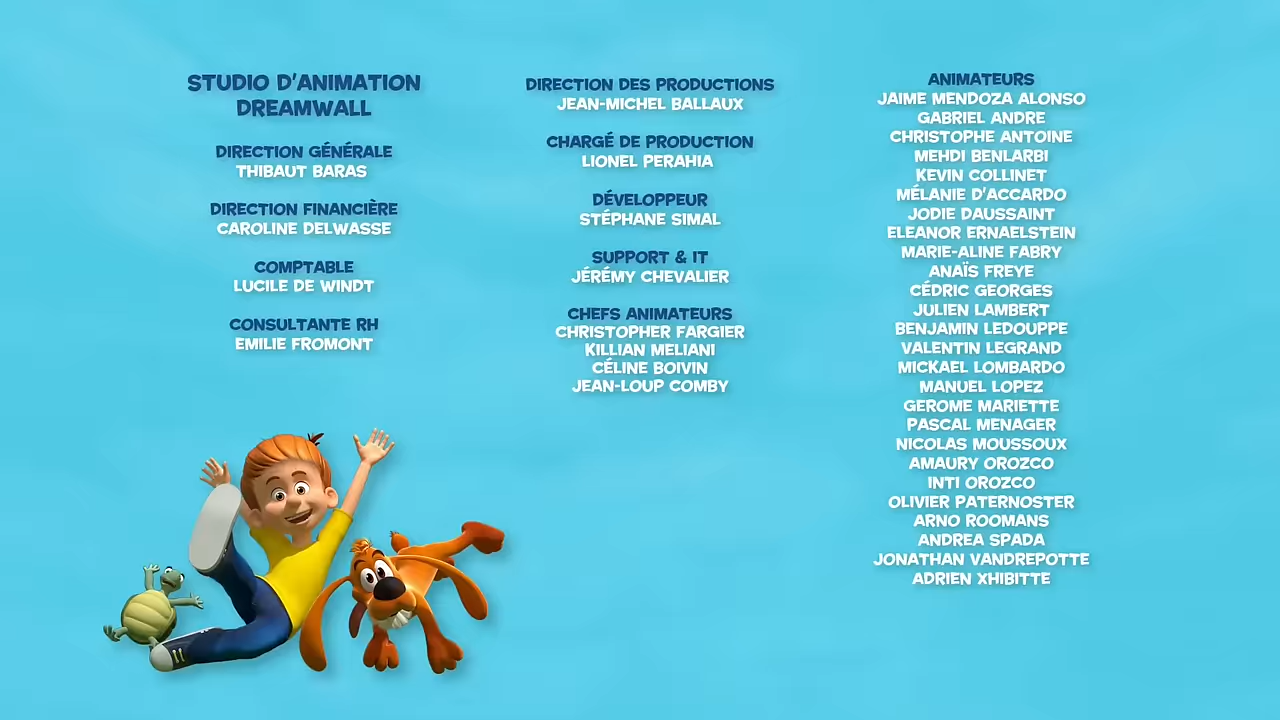 STUDIO D'ANIMATION
DREAMWALL
DIRECTION GÉNÉRALE
THIBAUT BARAS
DIRECTION FINANCIÈRE
CAROLINE DELWASSE
COMPTABLE
LUCILE DE WINDT
CONSULTANTE RH
EMILIE FROMONT
DIRECTION DES PRODUCTIONS
JEAN-MICHEL BALLAUX
CHARGÉ DE PRODUCTION
LIONEL PERAHIA
DÉVELOPPEUR
STÉPHANE SIMAL
SUPPORT & IT
JÉRÉMY CHEVALIER
CHEFS ANIMATEURS
CHRISTOPHER FARGIER
KILLIAN MELIANI
CÉLINE BOIVIN
JEAN-LOUP COMBY
ANIMATEURS
JAIME MENDOZA ALONSO
GABRIEL ANDRE
CHRISTOPHE ANTOINE
MEHDI BENLARBI
KEVIN COLLINET
MÉLANIE D'ACCARDO
JODIE DAUSSAINT
ELEANOR ERNAELSTEIN
MARIE-ALINE FABRY
ANAÏS FREYE
CÉDRIC GEORGES
JULIEN LAMBERT
BENJAMIN LEDOUPPE
VALENTIN LEGRAND
MICKAEL LOMBARDO
MANUEL LOPEZ
GEROME MARIETTE
PASCAL MENAGER
NICOLAS MOUSSOUX
AMAURY OROZCO
INTI OROZCO
OLIVIER PATERNOSTER
ARNO ROOMANS
ANDREA SPADA
JONATHAN VANDREPOTTE
ADRIEN XHIBITTE